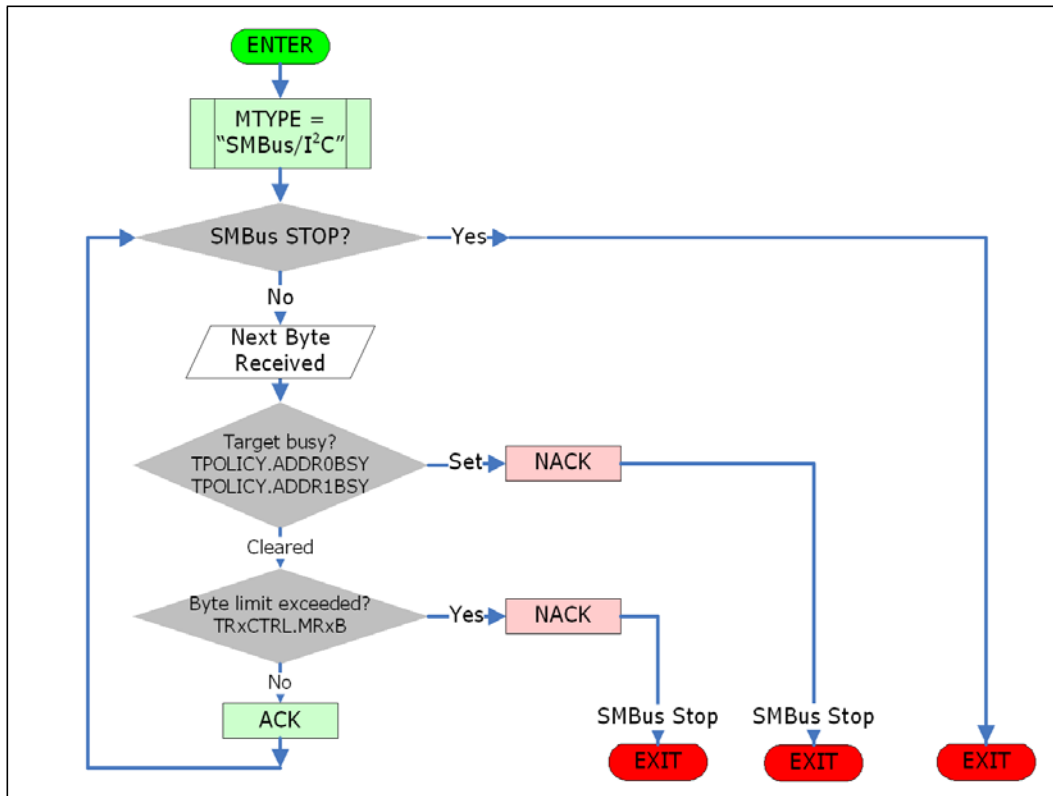 ENTER
MTYPE =
“SMBus/I²C”
SMBus STOP?
Yes
No
Next Byte
Received
Target busy?
TPOLICY.ADDR0BSY
TPOLICY.ADDR1BSY
Set
NACK
Cleared
Byte limit exceeded?
TRxCTRL.MRxB
Yes
NACK
No
ACK
SMBus Stop
SMBus Stop
EXIT
EXIT
EXIT